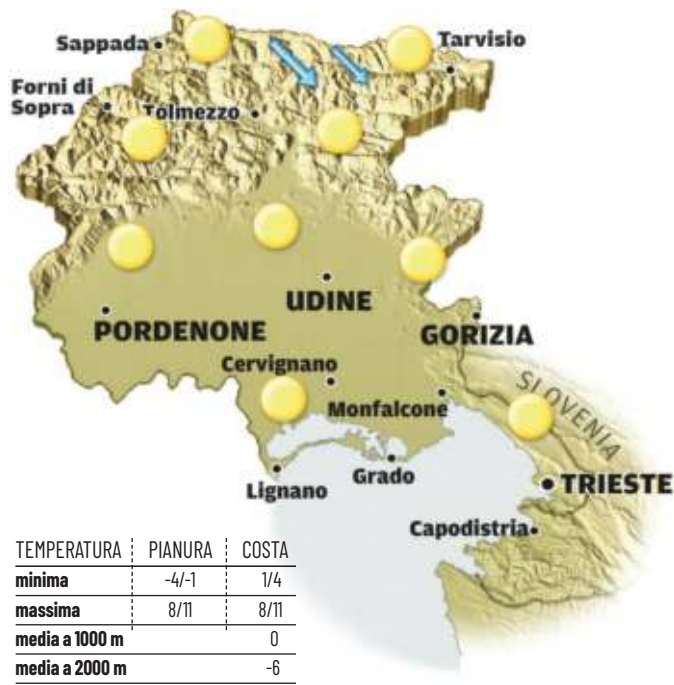 Sappada
Tarvisio
Forni di
Sopra
Tolmezzo
UDINE
PORDENONE
GORIZIA
Cervignano
SLOVENIA
Monfalcone
Lignano
Grado
TRIESTE
Capodistria
TEMPERATURA PIANURA COSTA
minima -4/-1 1/4
massima 8/11 8/11
media a 1000 m 0
media a 2000 m -6